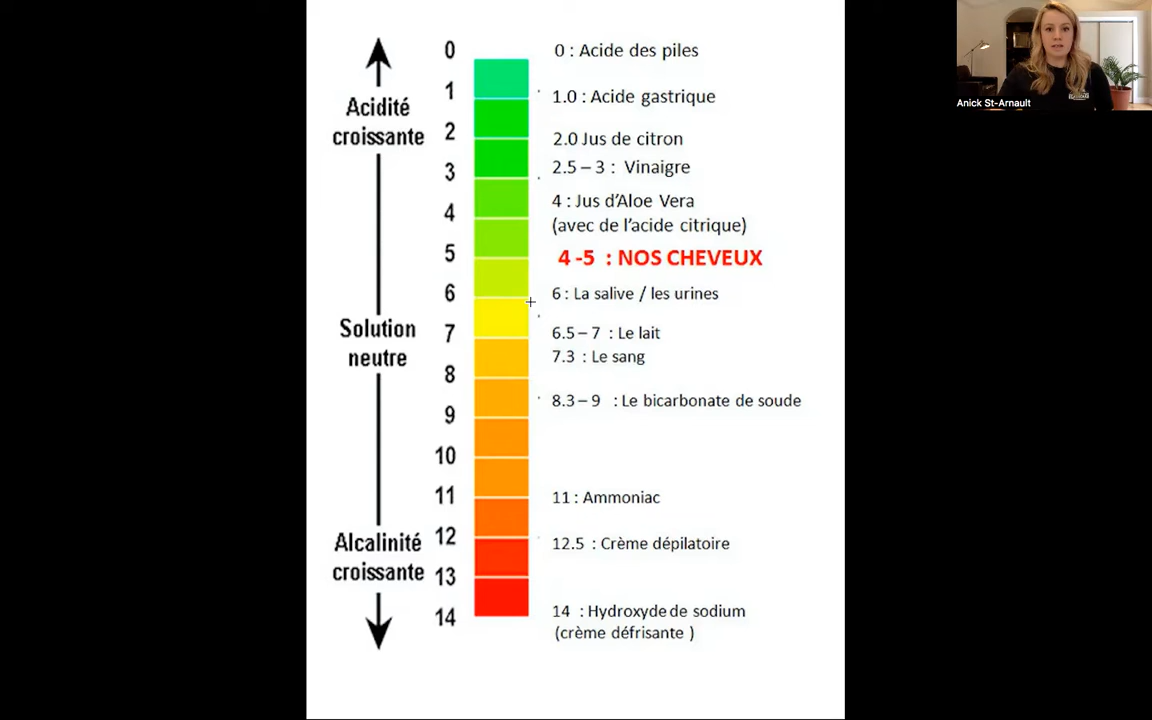 0
0 : Acide des piles
1
1.0 : Acide gastrique
Acidité
croissante
2
2.0 Jus de citron
2.5 – 3 : Vinaigre
3
4 : Jus d'Aloe Vera
(avec de l'acide citrique)
4
5
4 -5 : NOS CHEVEUX
6
6 : La salive / les urines
Solution
neutre
7
6.5 – 7 : Le lait
7.3 : Le sang
8
8.3 – 9 : Le bicarbonate de soude
9
10
11
11 : Ammoniac
12
Alcalinité
croissante
12.5 : Crème dépilatoire
13
14
14 : Hydroxyde de sodium
(crème défrisante )
Anick St-Arnault